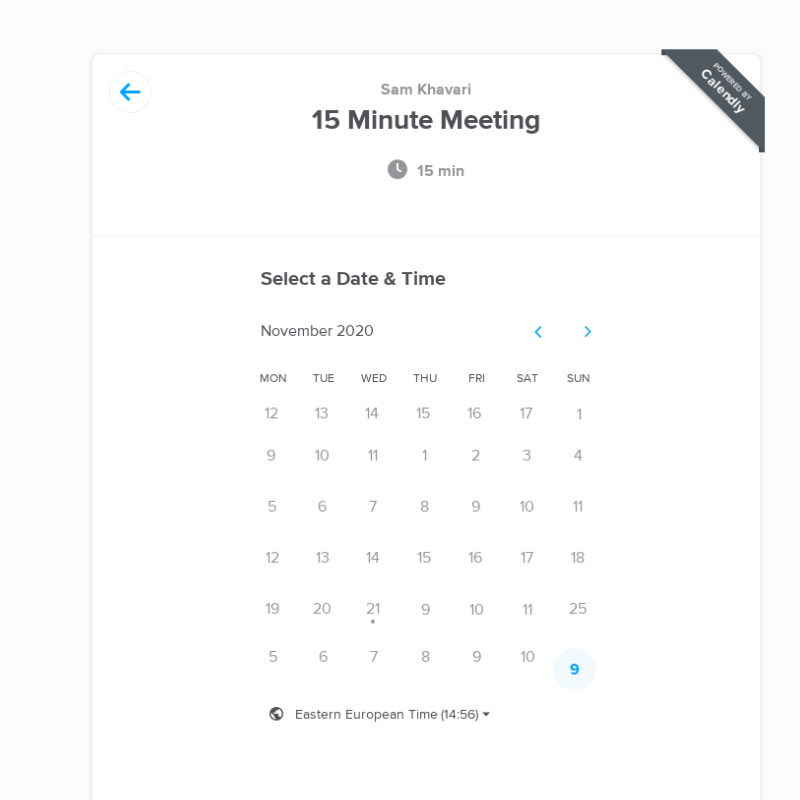 Sam Khavari
15 Minute Meeting
15 min
POWERED BY
Calendly
Select a Date & Time
November 2020
MON TUE WED THU FRI SAT SUN
12 13 14 15 16 17 1
9 10 11 1 2 3 4
5 6 7 8 9 10 11
12 13 14 15 16 17 18
19 20 21 9 10 11 25
5 6 7 8 9 10 9
Eastern European Time (14:56)